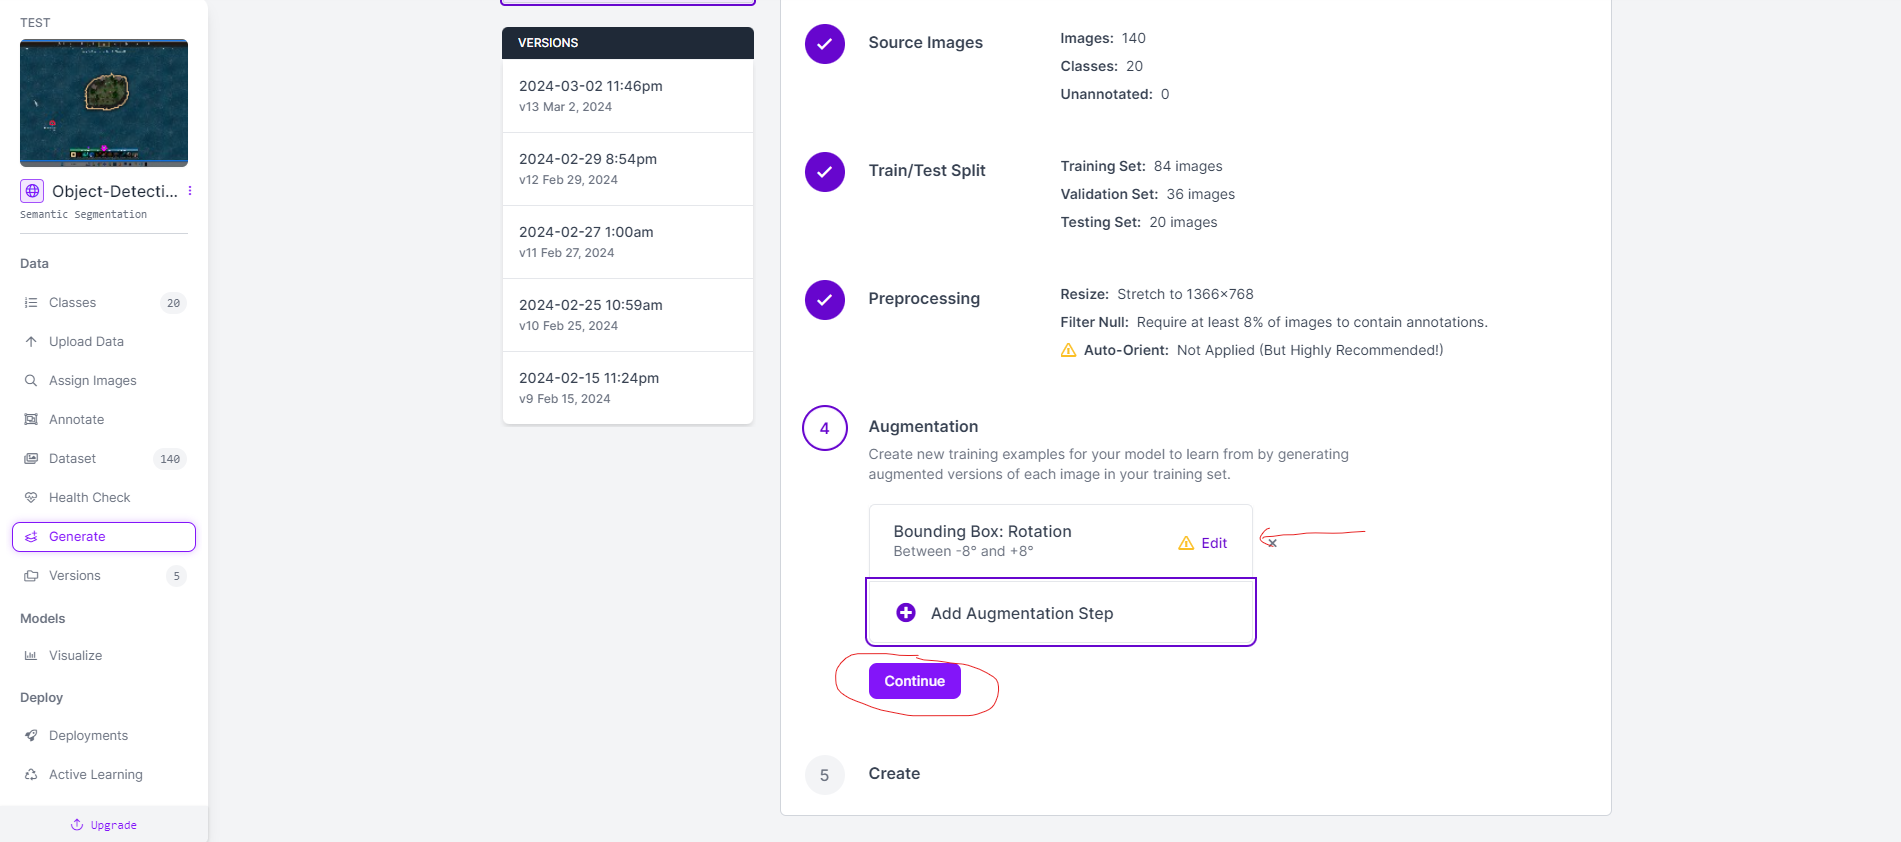 TEST
Object-Detecti...
Semantic Segmentation
Data
Classes 20
Upload Data
Assign Images
Annotate
Dataset 140
Health Check
Generate
Versions 5
Models
Visualize
Deploy
Deployments
Active Learning
Upgrade
VERSIONS
2024-03-02 11:46pm
v13 Mar 2, 2024
2024-02-29 8:54pm
v12 Feb 29, 2024
2024-02-27 1:00am
v11 Feb 27, 2024
2024-02-25 10:59am
v10 Feb 25, 2024
2024-02-15 11:24pm
v9 Feb 15, 2024
Source Images
Images: 140
Classes: 20
Unannotated: 0
Train/Test Split
Training Set: 84 images
Validation Set: 36 images
Testing Set: 20 images
Preprocessing
Resize: Stretch to 1366×768
Filter Null: Require at least 8% of images to contain annotations.
Auto-Orient: Not Applied (But Highly Recommended!)
4 Augmentation
Create new training examples for your model to learn from by generating
augmented versions of each image in your training set.
Bounding Box: Rotation
Between -8° and +8°
Edit ×
Add Augmentation Step
Continue
5 Create